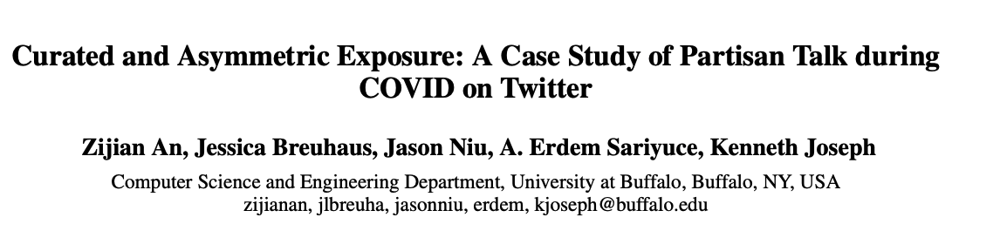 Curated and Asymmetric Exposure: A Case Study of Partisan Talk during
COVID on Twitter
Zijian An, Jessica Breuhaus, Jason Niu, A. Erdem Sariyuce, Kenneth Joseph
Computer Science and Engineering Department, University at Buffalo, Buffalo, NY, USA
zijianan, jlbreuha, jasonniu, erdem, kjoseph@buffalo.edu